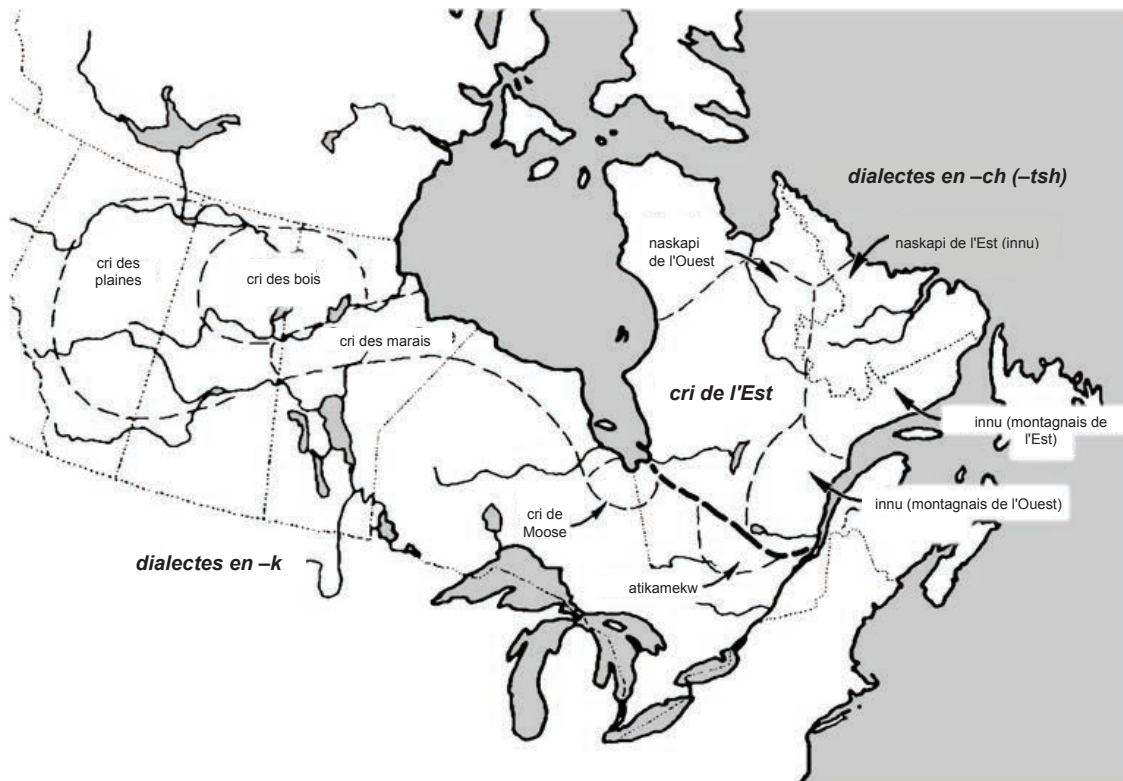 dialectes en –ch (–tsh)
naskapi
de l'Ouest
naskapi de l'Est (innu)
cri des
plaines
cri des bois
cri des marais
cri de l'Est
innu (montagnais de
l'Est)
innu (montagnais de l'Ouest)
cri de
Moose
dialectes en –k
atikamekw